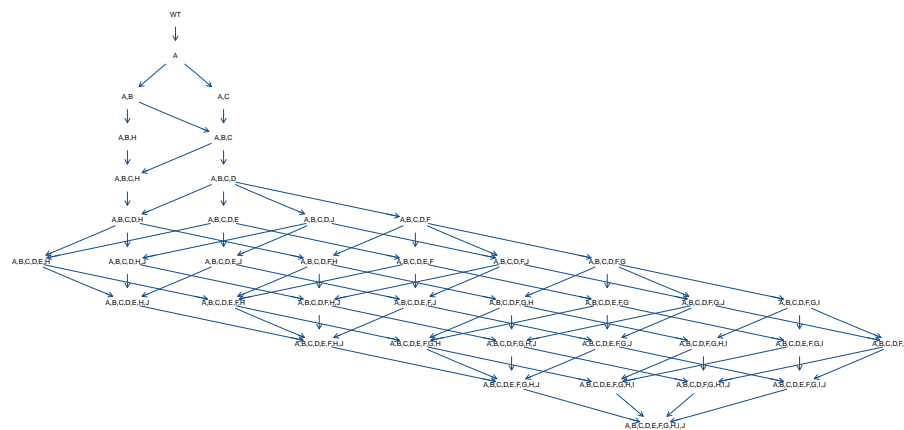 WT
A
A,B
A,C
A,B,H
A,B,C
A,B,C,H
A,B,C,D
A,B,C,D,H
A,B,C,D,E
A,B,C,D,J
A,B,C,D,F
A,B,C,D,E,H
A,B,C,D,H,J
A,B,C,D,E,J
A,B,C,D,F,H
A,B,C,D,E,F
A,B,C,D,F,J
A,B,C,D,F,G
A,B,C,D,E,H,J
A,B,C,D,E,F,H
A,B,C,D,F,H,J
A,B,C,D,E,F,J
A,B,C,D,F,G,H
A,B,C,D,E,F,G
A,B,C,D,F,G,J
A,B,C,D,F,G,I
A,B,C,D,E,F,H,J
A,B,C,D,E,F,G,H
A,B,C,D,F,G,H,J
A,B,C,D,E,F,G,J
A,B,C,D,F,G,H,I
A,B,C,D,E,F,G,I
A,B,C,D,F,
A,B,C,D,E,F,G,H,J
A,B,C,D,E,F,G,H,I
A,B,C,D,F,G,H,I,J
A,B,C,D,E,F,G,I,J
A,B,C,D,E,F,G,H,I,J